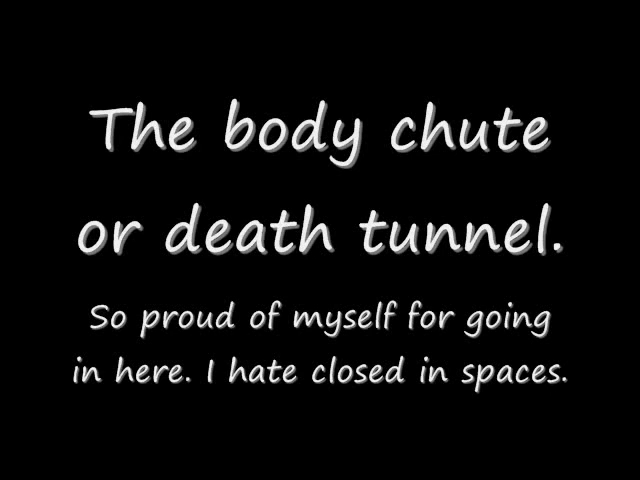 The body chute
or death tunnel.
So proud of myself for going
in here. I hate closed in spaces.